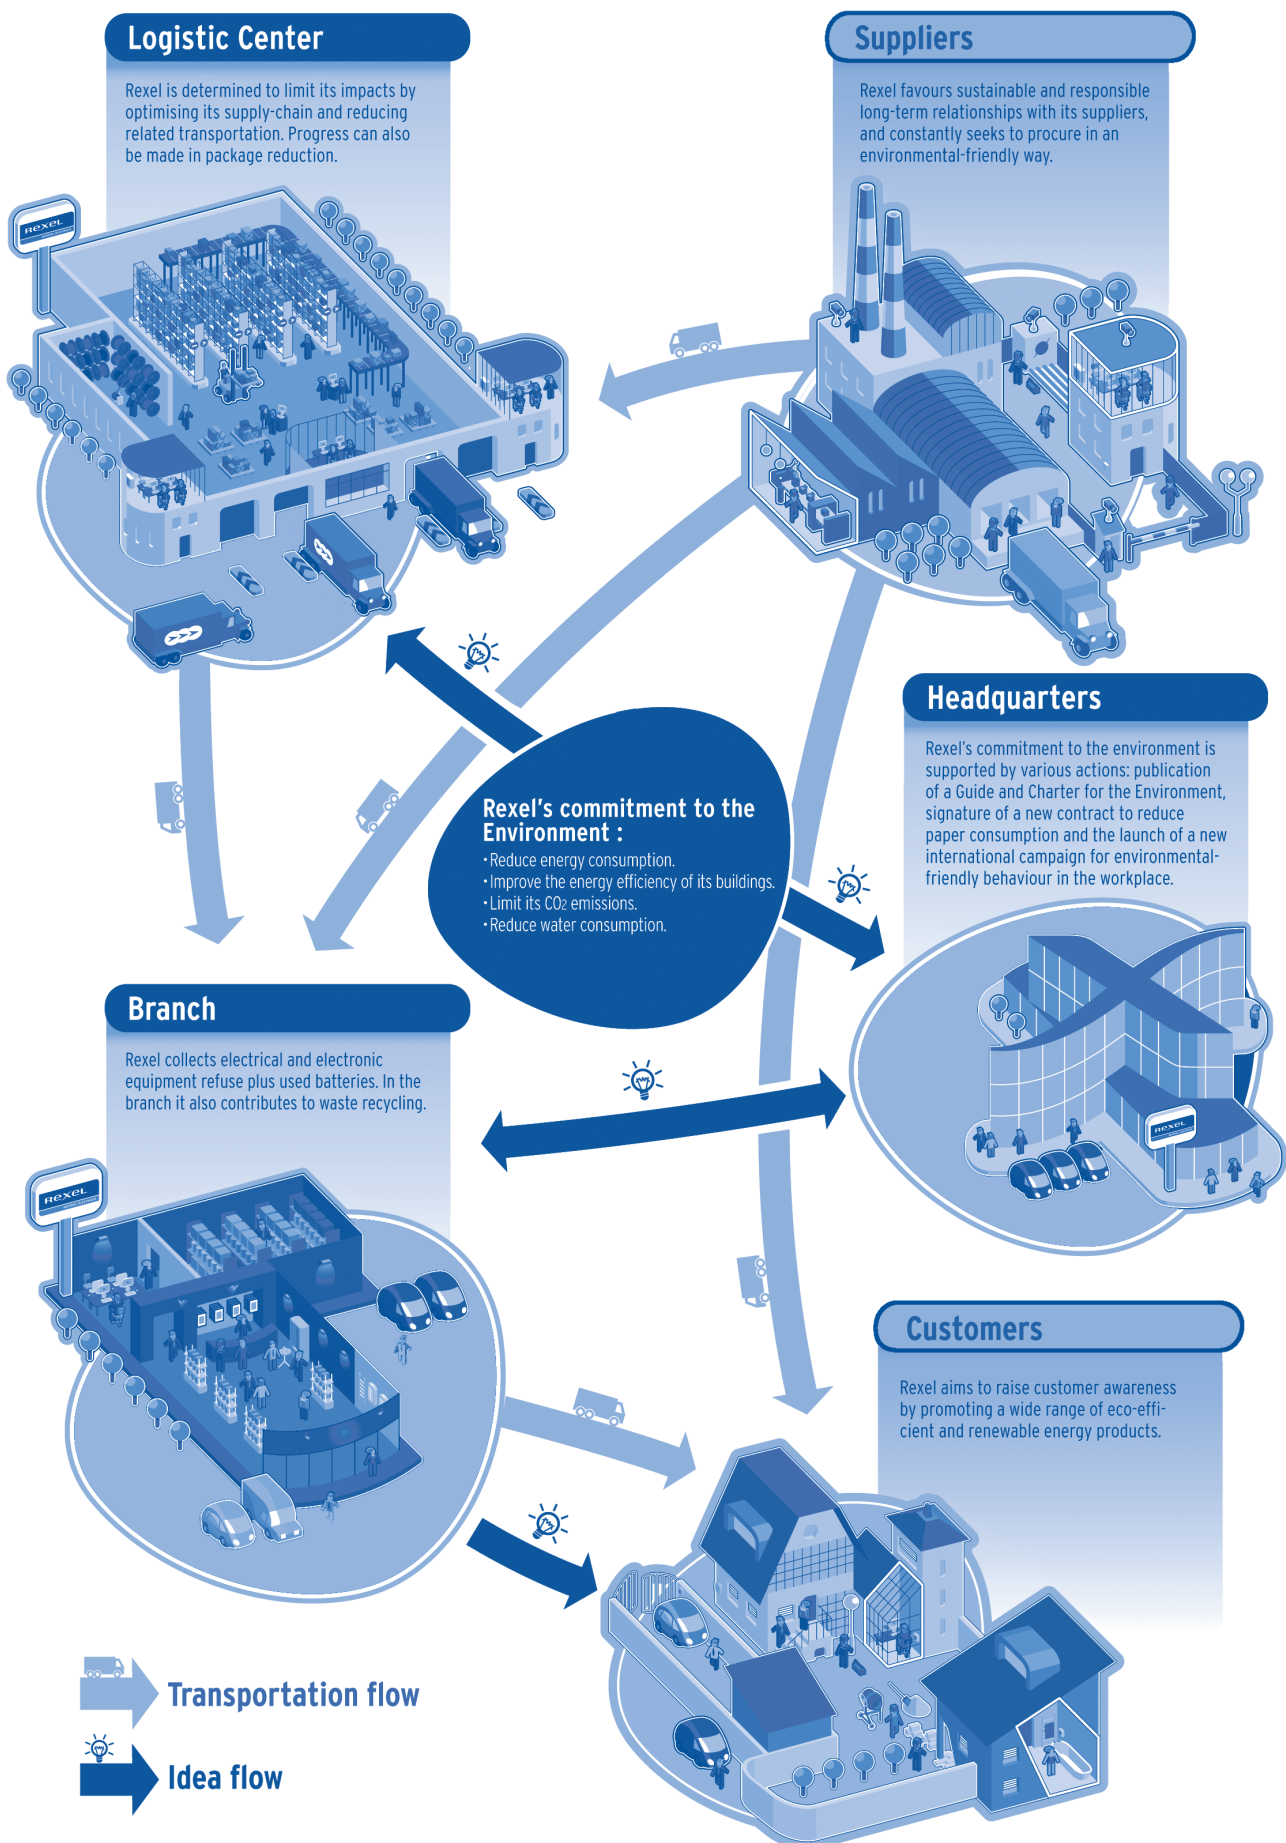 Logistic Center
Rexel is determined to limit its impacts by
optimising its supply-chain and reducing
related transportation. Progress can also
be made in package reduction.
Suppliers
Rexel favours sustainable and responsible
long-term relationships with its suppliers,
and constantly seeks to procure in an
environmental-friendly way.
REXEL
Headquarters
Rexel's commitment to the environment is
supported by various actions: publication
of a Guide and Charter for the Environment,
signature of a new contract to reduce
paper consumption and the launch of a new
international campaign for environmental-
friendly behaviour in the workplace.
Rexel's commitment to the
Environment :
• Reduce energy consumption.
• Improve the energy efficiency of its buildings.
• Limit its CO2 emissions.
• Reduce water consumption.
Branch
Rexel collects electrical and electronic
equipment refuse plus used batteries. In the
branch it also contributes to waste recycling.
REXEL
REXEL
Customers
Rexel aims to raise customer awareness
by promoting a wide range of eco-effi-
cient and renewable energy products.
Transportation flow
Idea flow